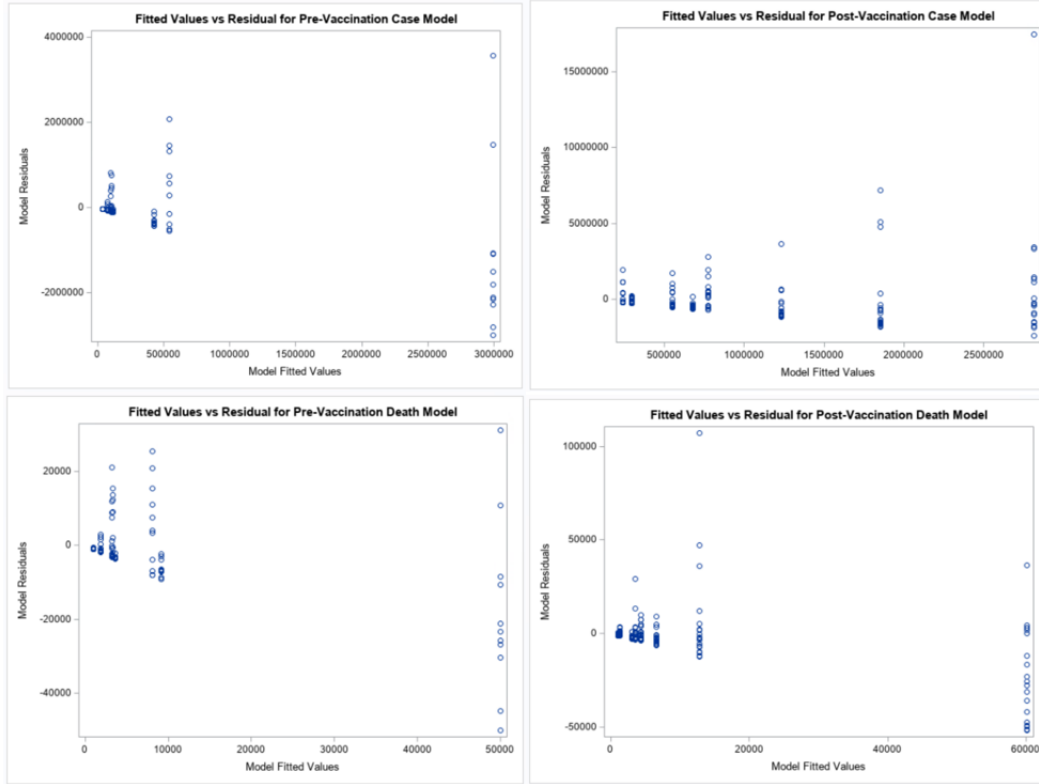 Fitted Values vs Residual for Pre-Vaccination Case Model
4000000
2000000
0
-2000000
Model Residuals
0 500000 1000000 1500000 2000000 2500000 3000000
Model Fitted Values
Fitted Values vs Residual for Post-Vaccination Case Model
15000000
10000000
5000000
0
Model Residuals
500000 1000000 1500000 2000000 2500000
Model Fitted Values
Fitted Values vs Residual for Pre-Vaccination Death Model
20000
0
-20000
-40000
Model Residuals
0 10000 20000 30000 40000 50000
Model Fitted Values
Fitted Values vs Residual for Post-Vaccination Death Model
100000
50000
0
-50000
Model Residuals
0 20000 40000 60000
Model Fitted Values